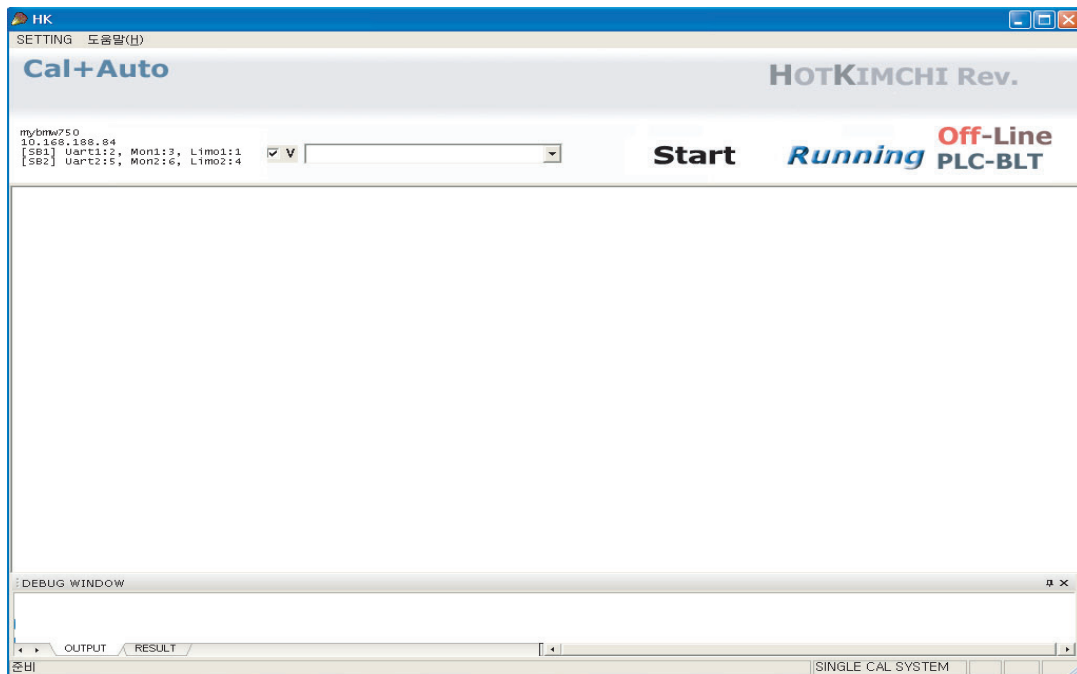 HK
SETTING 도움말(H)
Cal+Auto
HOTKIMCHI Rev.
mybmw750
10.168.188.84
[SB1] Uart1:2, Mon1:3, Limo1:1
[SB2] Uart2:5, Mon2:6, Limo2:4
V
Start
Running
Off-Line
PLC-BLT
DEBUG WINDOW
OUTPUT RESULT
준비
SINGLE CAL SYSTEM